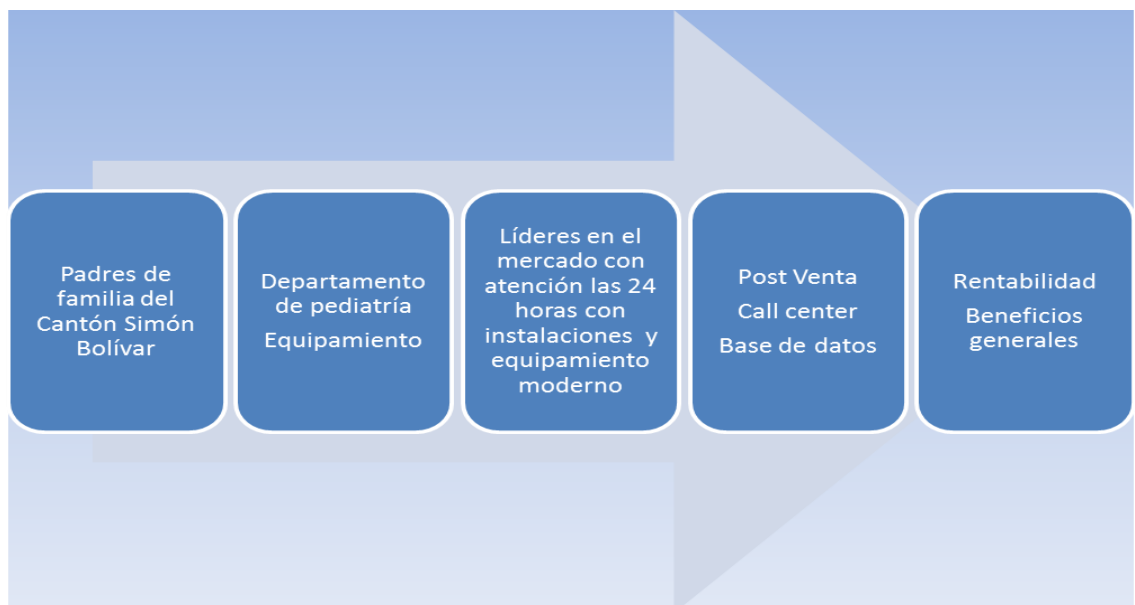 Padres de
familia del
Cantón Simón
Bolívar
Departamento
de pediatría
Equipamiento
Líderes en el
mercado con
atención las 24
horas con
instalaciones y
equipamiento
moderno
Post Venta
Call center
Base de datos
Rentabilidad
Beneficios
generales